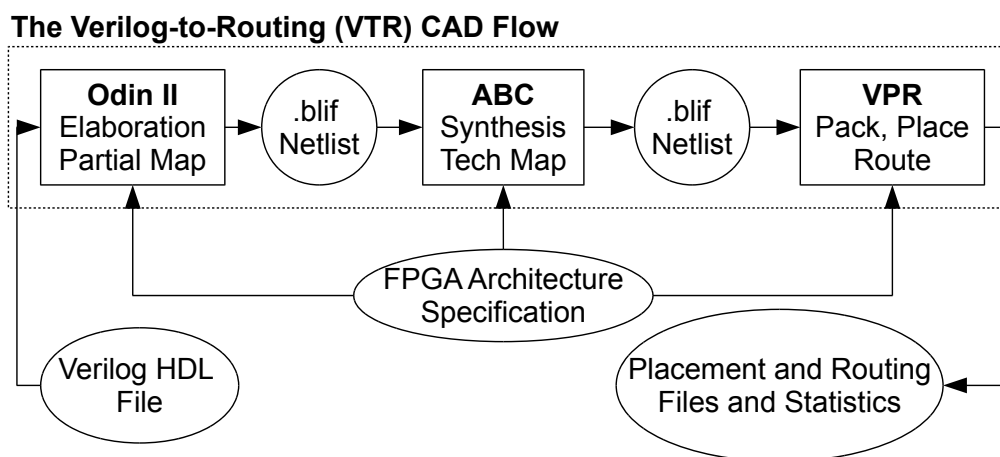 The Verilog-to-Routing (VTR) CAD Flow
Odin II
Elaboration
Partial Map
.blif
Netlist
ABC
Synthesis
Tech Map
.blif
Netlist
VPR
Pack, Place
Route
FPGA Architecture
Specification
Verilog HDL
File
Placement and Routing
Files and Statistics